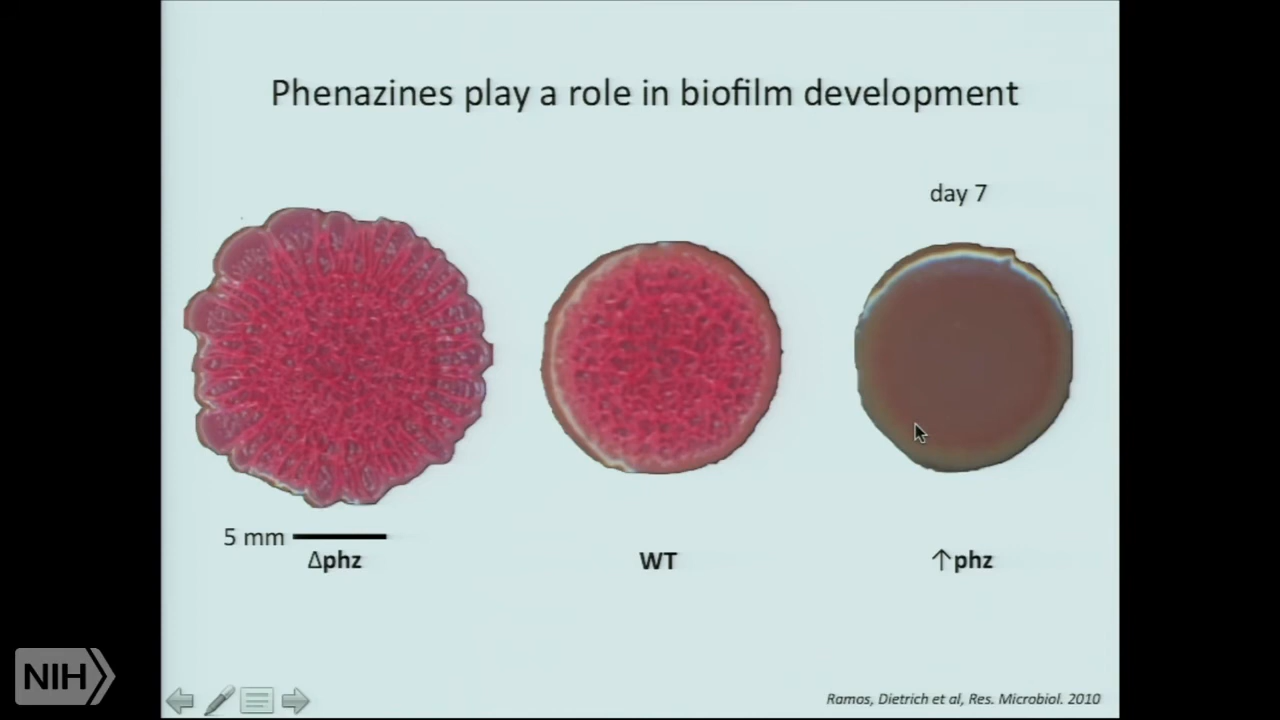 Phenazines play a role in biofilm development
day 7
5 mm
Δphz
WT
↑phz
NIH
Ramos, Dietrich et al, Res. Microbiol. 2010